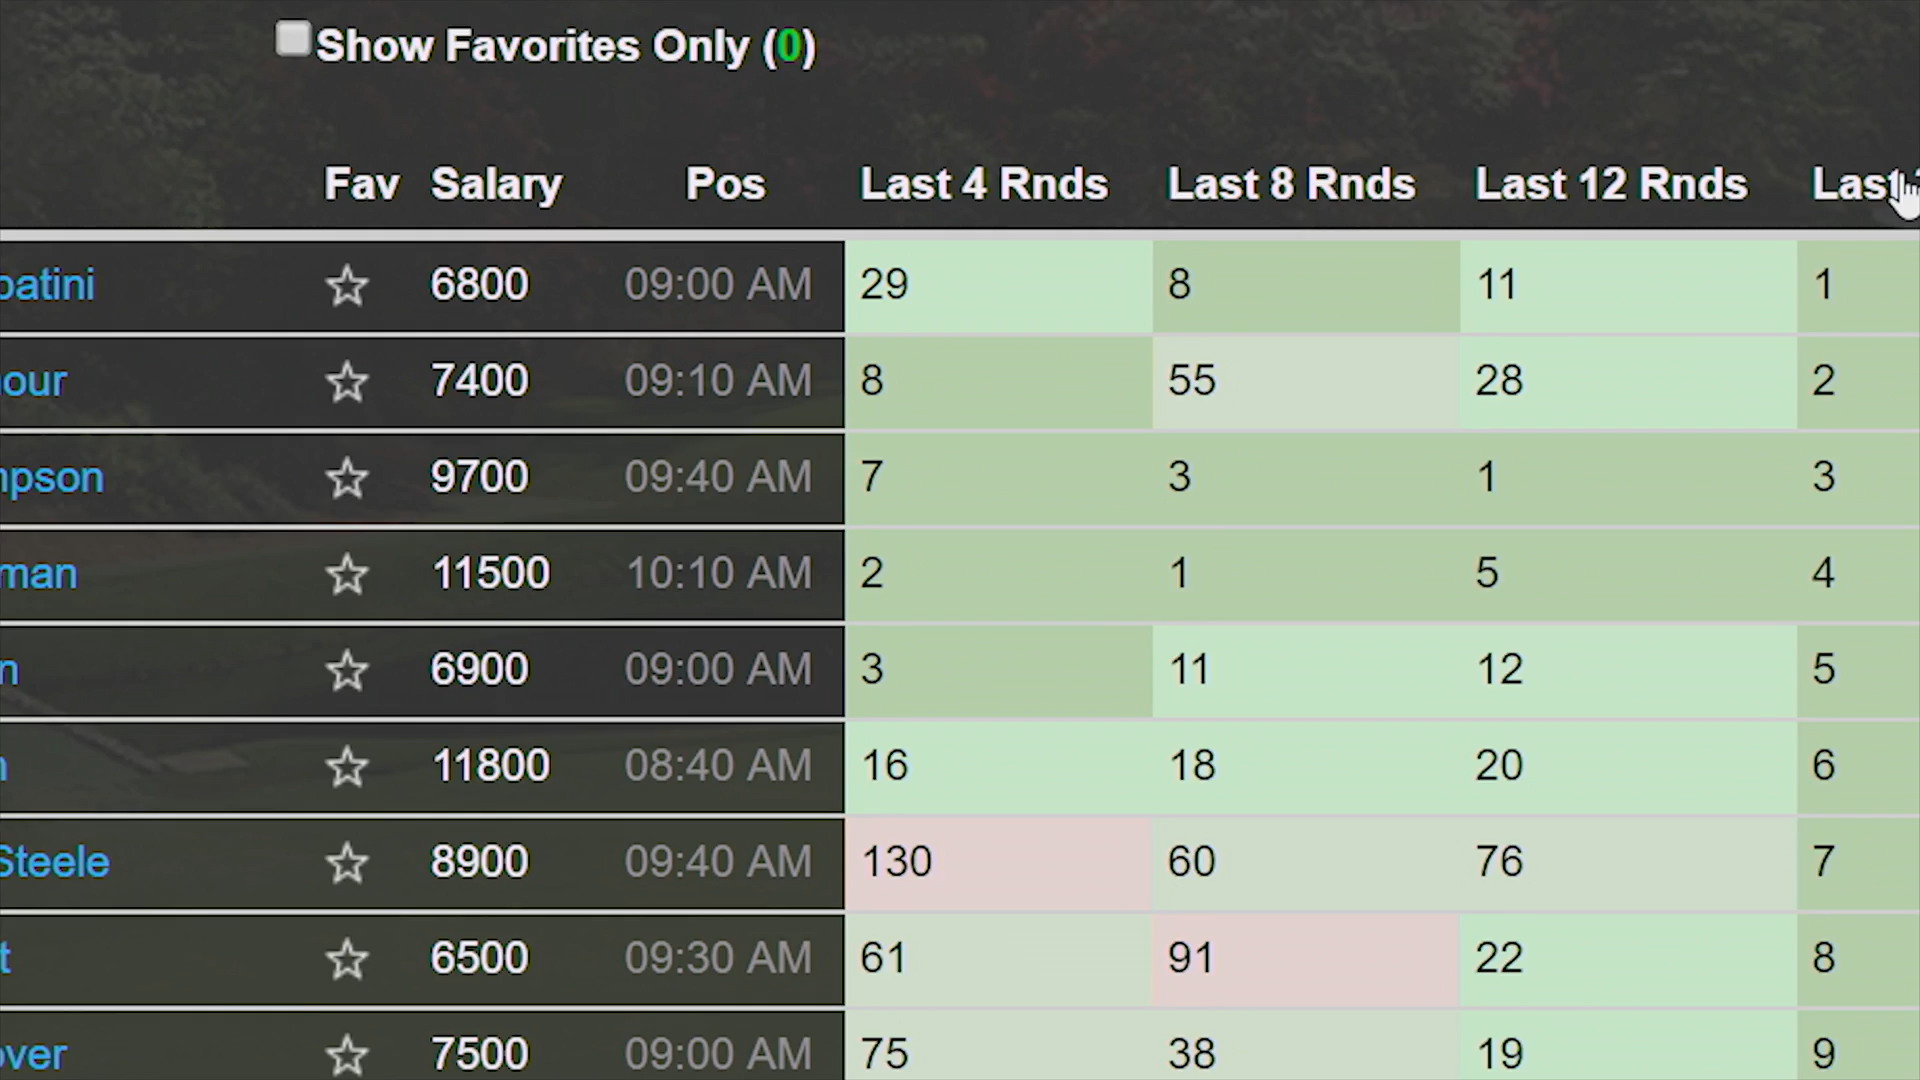 Show Favorites Only (0)
Fav Salary Pos Last 4 Rnds Last 8 Rnds Last 12 Rnds Last
patini 6800 09:00 AM 29 8 11 1
our 7400 09:10 AM 8 55 28 2
mpson 9700 09:40 AM 7 3 1 3
man 11500 10:10 AM 2 1 5 4
n 6900 09:00 AM 3 11 12 5
11800 08:40 AM 16 18 20 6
Steele 8900 09:40 AM 130 60 76 7
t 6500 09:30 AM 61 91 22 8
over 7500 09:00 AM 75 38 19 9